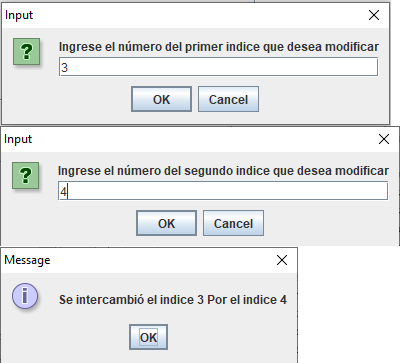 Input
Ingrese el número del primer indice que desea modificar
3
OK Cancel
Input
Ingrese el número del segundo indice que desea modificar
4
OK Cancel
Message
Se intercambió el indice 3 Por el indice 4
OK